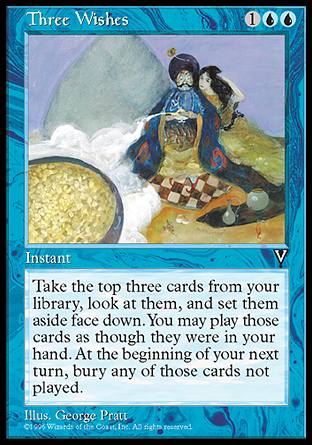 Three Wishes 1
Instant V
Take the top three cards from your
library, look at them, and set them
aside face down. You may play those
cards as though they were in your
hand. At the beginning of your next
turn, bury any of those cards not
played.
Illus. George Pratt
©1996 Wizards of the Coast, Inc. All rights reserved.